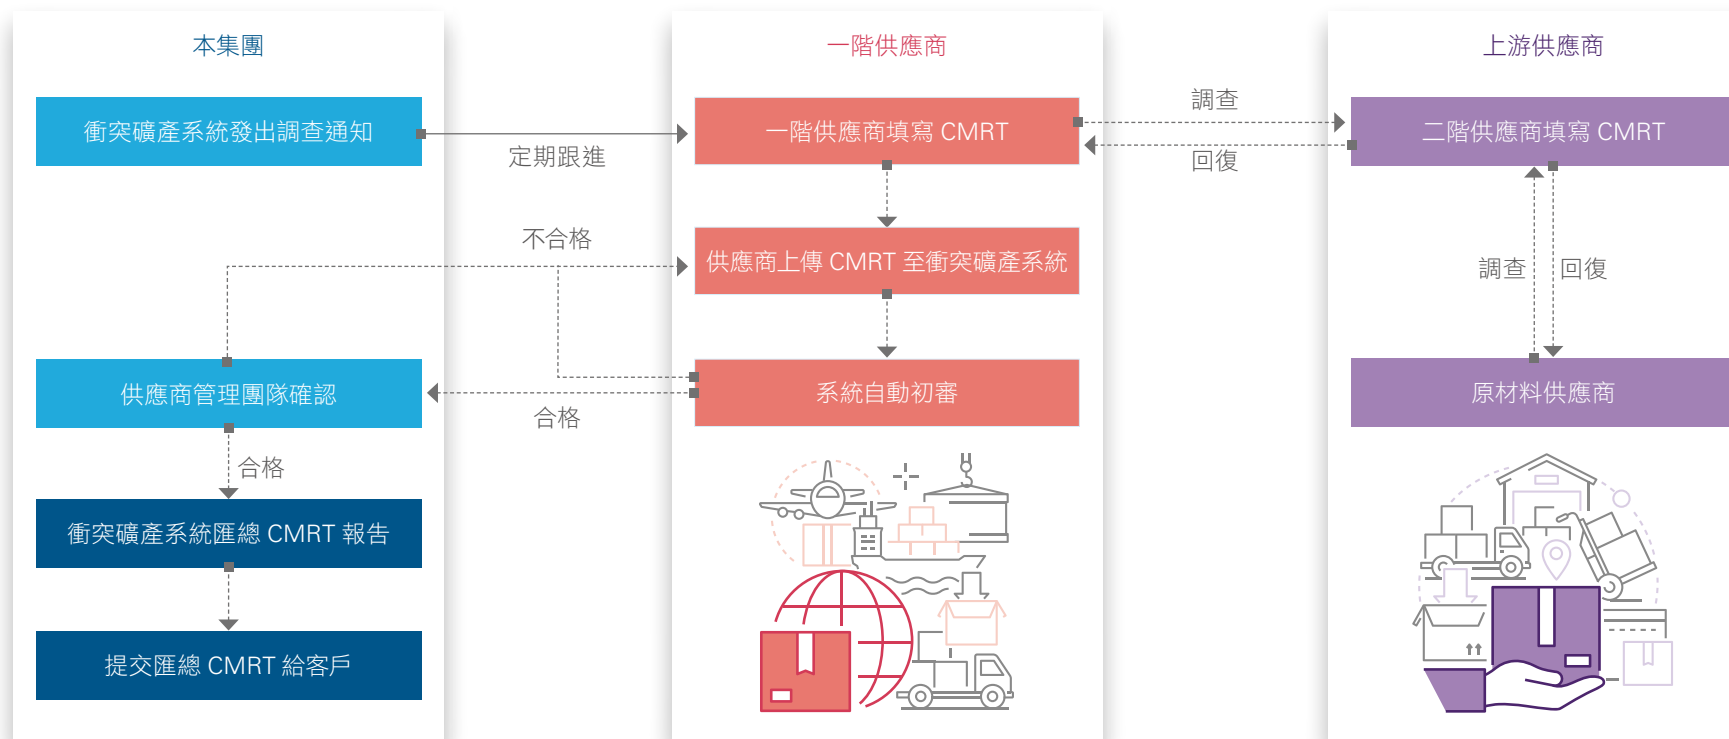 本集團
一階供應商
上游供應商
衝突礦產系統發出調查通知
定期跟進
一階供應商填寫 CMRT
調查
回復
二階供應商填寫 CMRT
不合格
供應商上傳 CMRT 至衝突礦產系統
調查
回復
供應商管理團隊確認
合格
系統自動初審
原材料供應商
合格
衝突礦產系統匯總 CMRT 報告
提交匯總 CMRT 給客戶